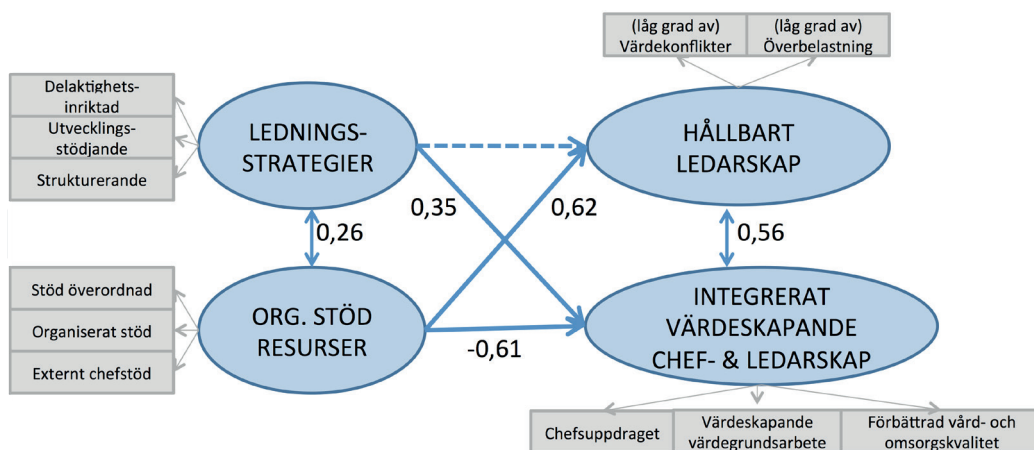 (låg grad av)
Värdekonflikter
(låg grad av)
Överbelastning
Delaktighets-
inriktad
Utvecklings-
stödjande
Strukturerande
LEDNINGS-
STRATEGIER
HÅLLBART
LEDARSKAP
0,35
0,62
0,26
0,56
Stöd överordnad
Organiserat stöd
Externt chefstöd
ORG. STÖD
RESURSER
-0,61
INTEGRERAT
VÄRDESKAPANDE
CHEF- & LEDARSKAP
Chefsuppdraget
Värdeskapande
värdegrundsarbete
Förbättrad vård- och
omsorgskvalitet